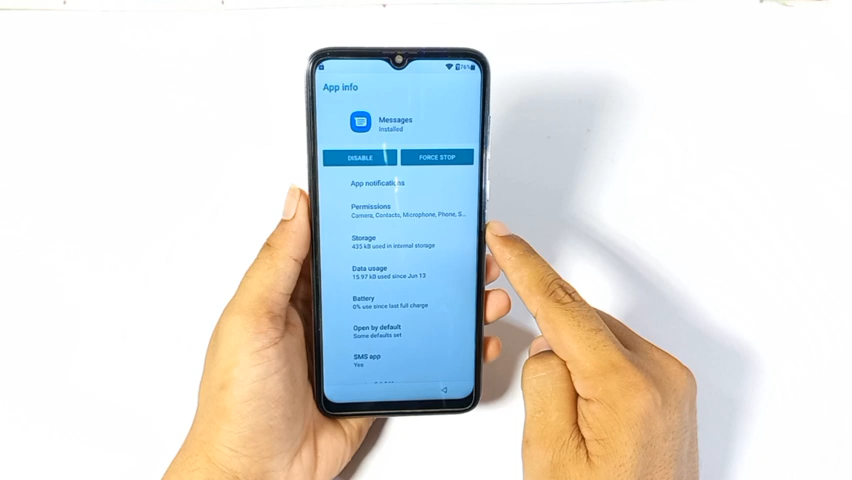 App info
Messages
Installed
DISABLE
FORCE STOP
App notifications
Permissions
Camera, Contacts, Microphone, Phone, S...
Storage
435 kB used in internal storage
Data usage
15.97 kB used since Jun 13
Battery
0% use since last full charge
Open by default
Some defaults set
SMS app
Yes